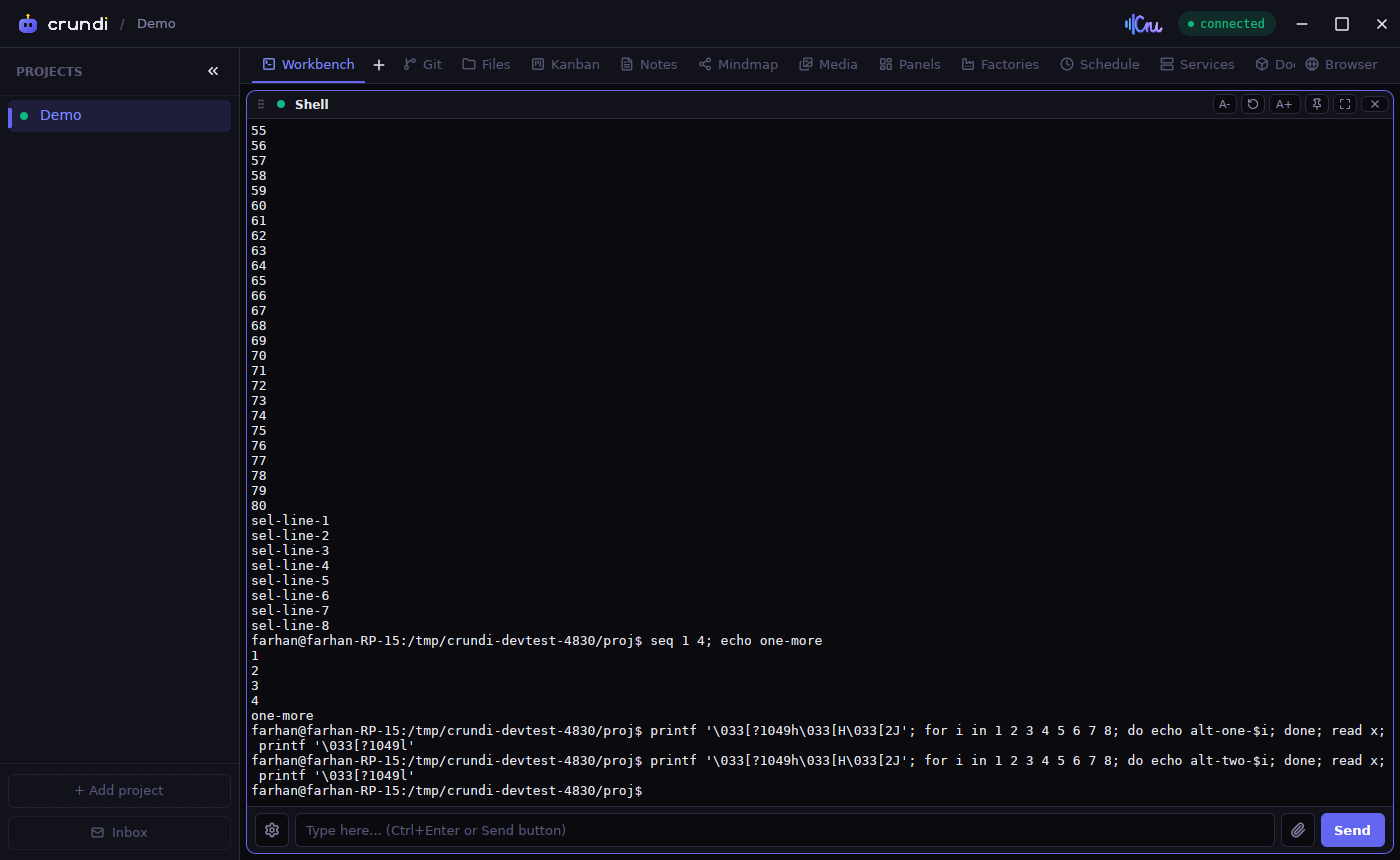 crundi / Demo
Cru
connected
PROJECTS
Demo
+ Add project
Inbox
Workbench + Git Files Kanban Notes Mindmap Media Panels Factories Schedule Services Do Browser
Shell
A- A+
55
56
57
58
59
60
61
62
63
64
65
66
67
68
69
70
71
72
73
74
75
76
77
78
79
80
sel-line-1
sel-line-2
sel-line-3
sel-line-4
sel-line-5
sel-line-6
sel-line-7
sel-line-8
farhan@farhan-RP-15:/tmp/crundi-devtest-4830/proj$ seq 1 4; echo one-more
1
2
3
4
one-more
farhan@farhan-RP-15:/tmp/crundi-devtest-4830/proj$ printf '\033[?1049h\033[H\033[2J'; for i in 1 2 3 4 5 6 7 8; do echo alt-one-$i; done; read x;
printf '\033[?1049l'
farhan@farhan-RP-15:/tmp/crundi-devtest-4830/proj$ printf '\033[?1049h\033[H\033[2J'; for i in 1 2 3 4 5 6 7 8; do echo alt-two-$i; done; read x;
printf '\033[?1049l'
farhan@farhan-RP-15:/tmp/crundi-devtest-4830/proj$
Type here... (Ctrl+Enter or Send button)
Send